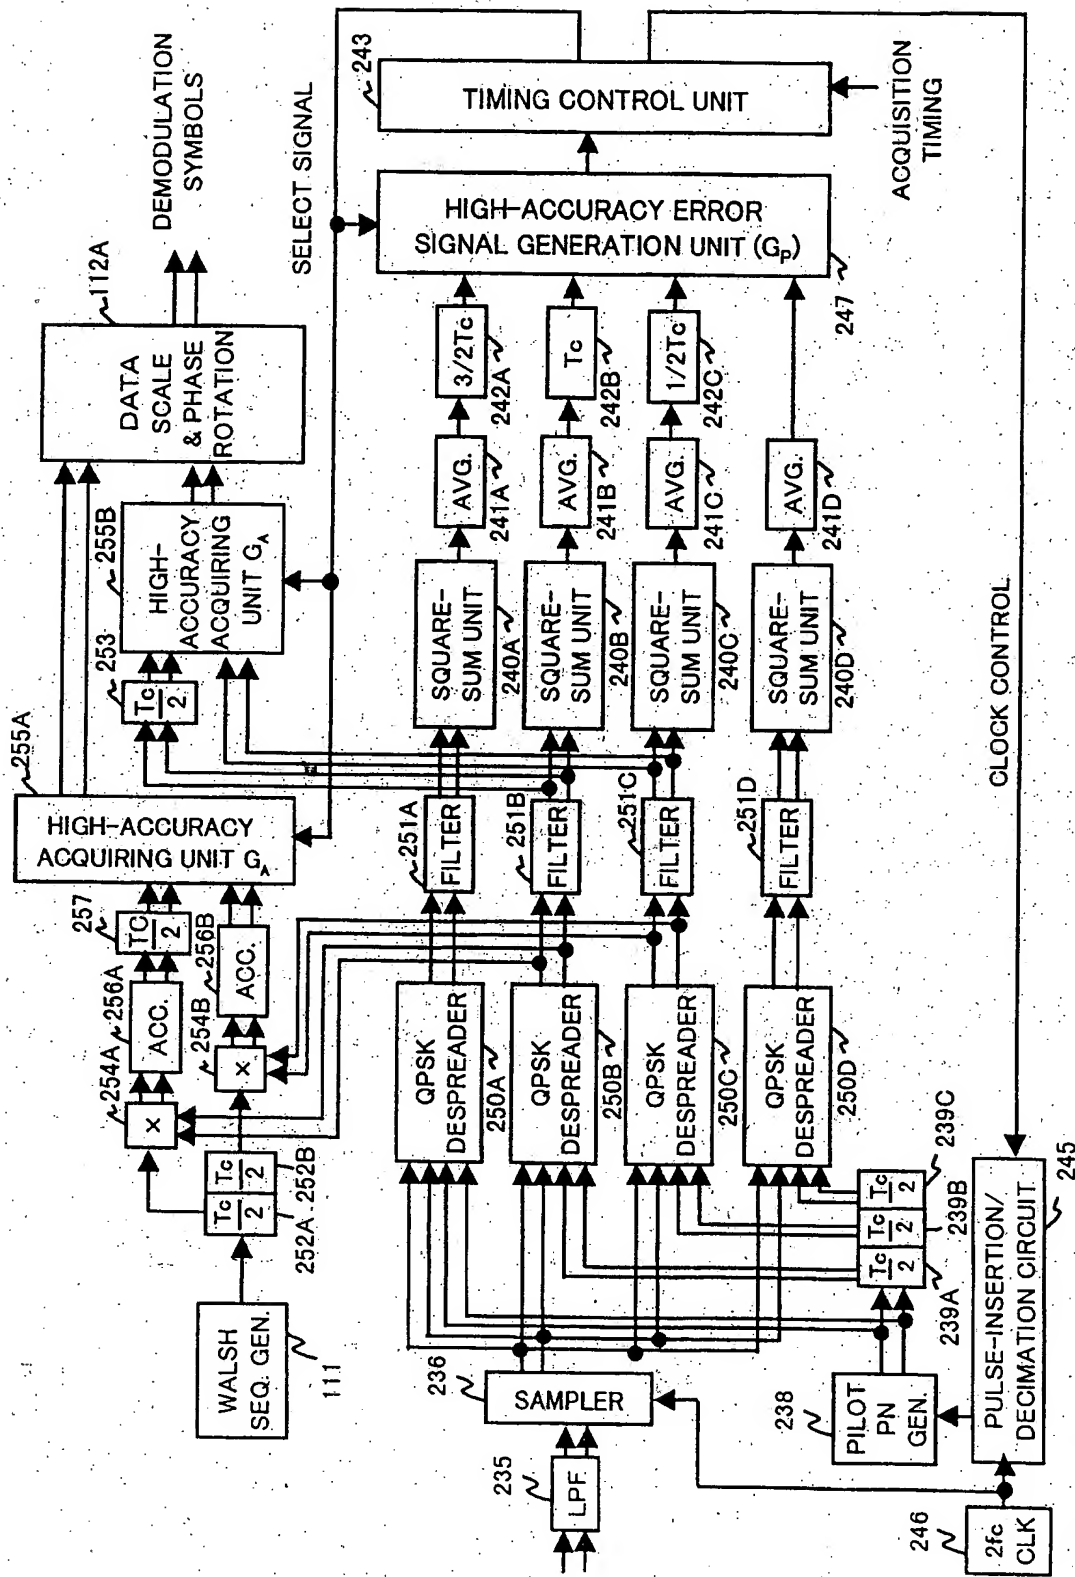 DEMODULATION
SYMBOLS
112A
DATA
SCALE
& PHASE
ROTATION
SELECT SIGNAL
243
TIMING CONTROL UNIT
ACQUISITION
TIMING
HIGH-ACCURACY ERROR
SIGNAL GENERATION UNIT (GP)
247
3/2Tc
242A
Tc
242B
1/2Tc
242C
AVG.
241A
AVG.
241B
AVG.
241C
AVG.
241D
255B
HIGH-
ACCURACY
ACQUIRING
UNIT GA
253
Tc
2
SQUARE-
SUM UNIT
240A
SQUARE-
SUM UNIT
240B
SQUARE-
SUM UNIT
240C
SQUARE-
SUM UNIT
240D
CLOCK CONTROL
255A
HIGH-ACCURACY
ACQUIRING UNIT GA
251A
FILTER
251B
FILTER
251C
FILTER
251D
FILTER
257
TC
2
256A
ACC.
256B
ACC.
254A
×
254B
×
QPSK
DESPREADER
250A
QPSK
DESPREADER
250B
QPSK
DESPREADER
250C
QPSK
DESPREADER
250D
Tc
2
252A
Tc
2
252B
Tc
2
239A
Tc
2
239B
Tc
2
239C
WALSH
SEQ. GEN.
111
236
SAMPLER
235
LPF
238
PILOT
PN
GEN.
PULSE-INSERTION/
DECIMATION CIRCUIT
245
246
2fc
CLK